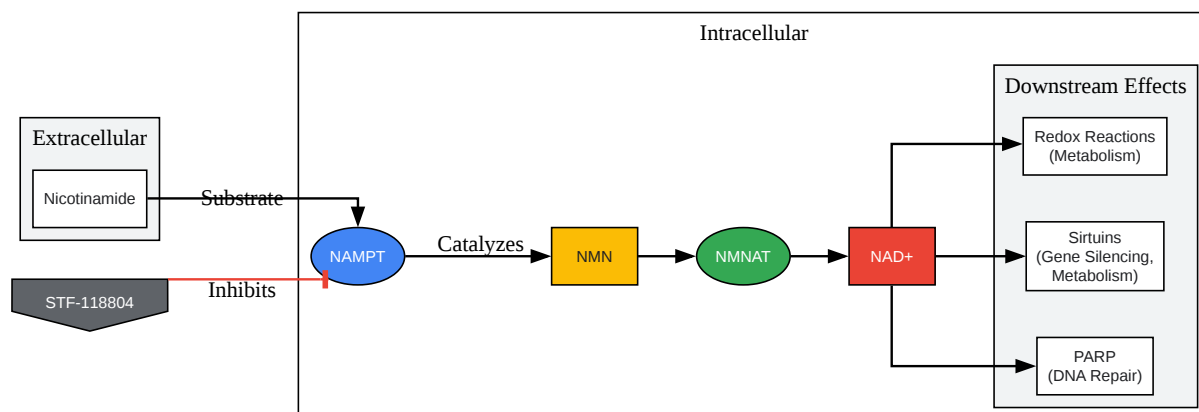 Intracellular
Downstream Effects
Extracellular
Redox Reactions
(Metabolism)
Nicotinamide
Substrate
NAMPT
Catalyzes
NMN
NMNAT
NAD+
Sirtuins
(Gene Silencing,
Metabolism)
STF-118804
Inhibits
PARP
(DNA Repair)